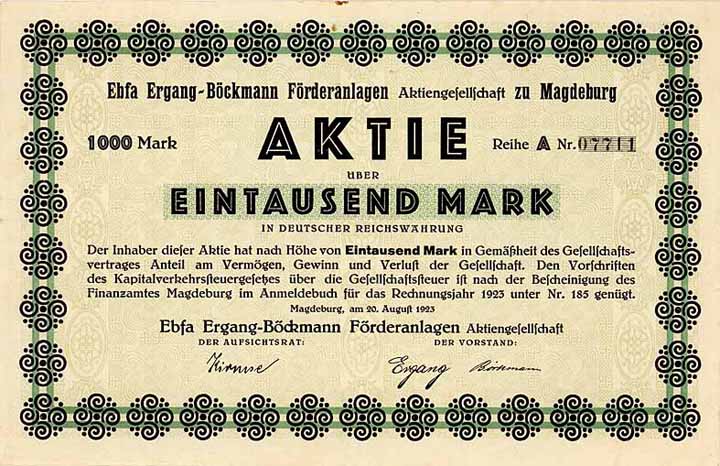 Ebfa Ergang-Böckmann Förderanlagen Aktiengesellschaft zu Magdeburg
1000 Mark AKTIE Reihe A Nr. 07711
ÜBER
EINTAUSEND MARK
IN DEUTSCHER REICHSWÄHRUNG
Der Inhaber dieser Aktie hat nach Höhe von Eintausend Mark in Gemäßheit des Gesellschafts-
vertrages Anteil am Vermögen, Gewinn und Verlust der Gesellschaft. Den Vorschriften
des Kapitalverkehrsteuergesetzes über die Gesellschaftsteuer ist nach der Bescheinigung des
Finanzamtes Magdeburg im Anmeldebuch für das Rechnungsjahr 1923 unter Nr. 185 genügt.
Magdeburg, am 20. August 1923
Ebfa Ergang-Böckmann Förderanlagen Aktiengesellschaft
DER AUFSICHTSRAT: DER VORSTAND:
Ergang Böckmann